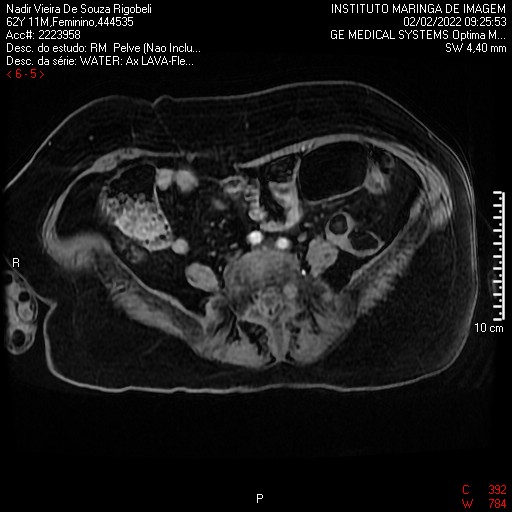 Nadir Vieira De Souza Rigobeli
62Y 11M,Feminino,444535
Acc#: 2223958
Desc. do estudo: RM Pelve (Nao Inclu...
Desc. da série: WATER: Ax LAVA-Fle...
< 6 - 5 >
INSTITUTO MARINGA DE IMAGEM
02/02/2022 09:25:53
GE MEDICAL SYSTEMS Optima M...
SW 4,40 mm
R
10 cm
P
C 392
W 784